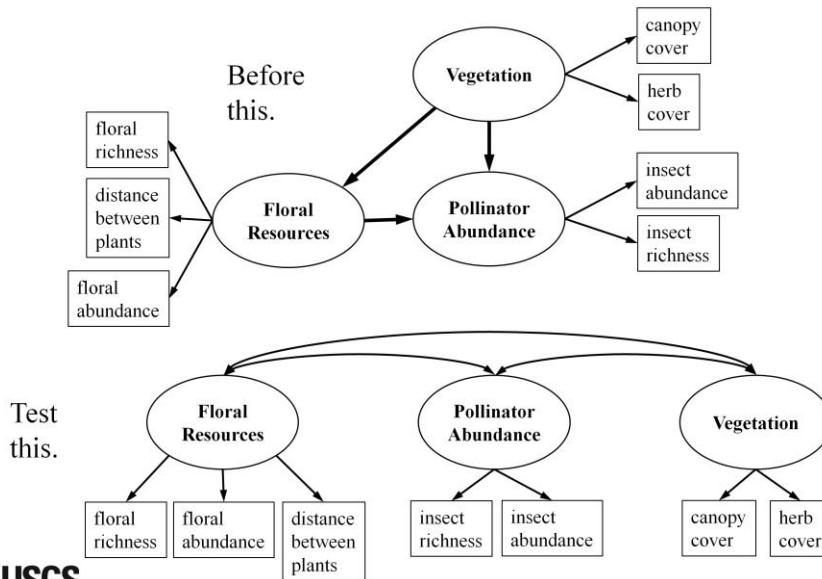 Before
this.
Vegetation
canopy
cover
herb
cover
floral
richness
distance
between
plants
floral
abundance
Floral
Resources
Pollinator
Abundance
insect
abundance
insect
richness
Test
this.
Floral
Resources
Pollinator
Abundance
Vegetation
floral
richness
floral
abundance
distance
between
plants
insect
richness
insect
abundance
canopy
cover
herb
cover
USGS